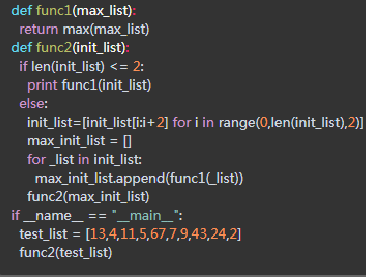 def func1(max_list):
  return max(max_list)
def func2(init_list):
  if len(init_list) <= 2:
    print func1(init_list)
  else:
    init_list=[init_list[i:i+2] for i in range(0,len(init_list),2)]
    max_init_list = []
    for _list in init_list:
      max_init_list.append(func1(_list))
    func2(max_init_list)
if __name__ == "__main__":
  test_list = [13,4,11,5,67,7,9,43,24,2]
  func2(test_list)